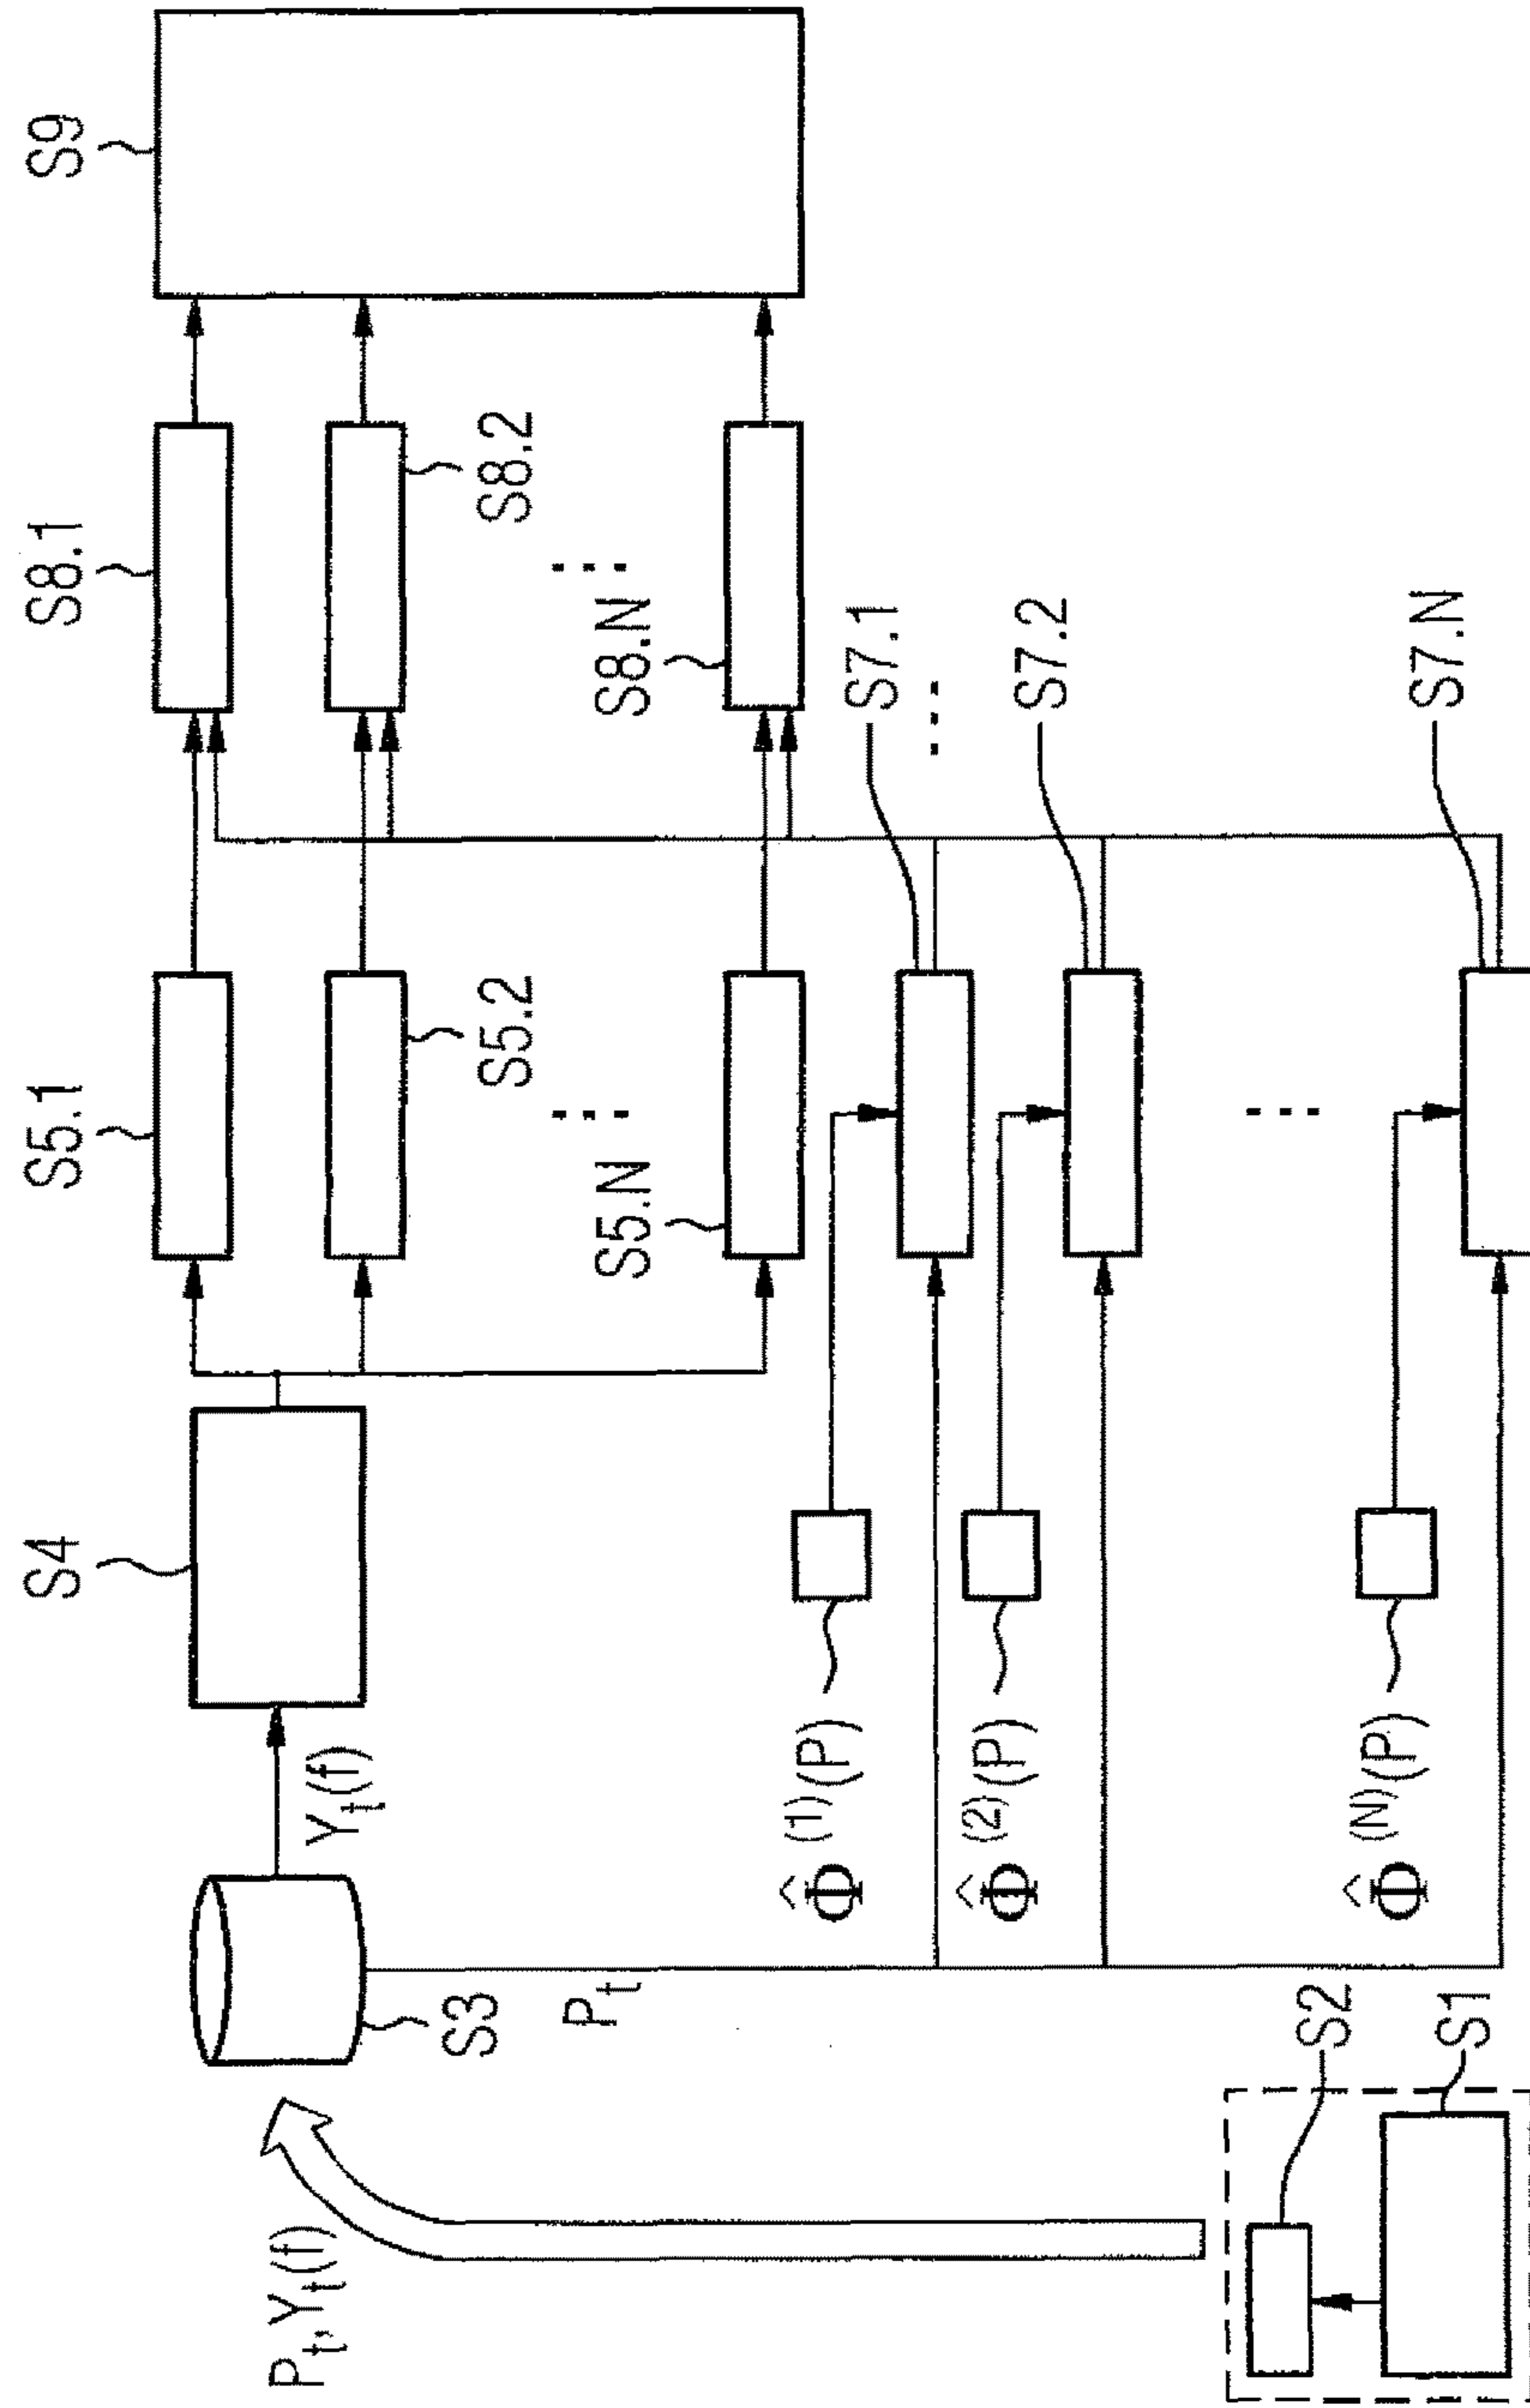 S4
S5.1
S8.1
S9
P_t, Y_t(f)
Y_t(f)
S3
S5.2
S8.2
P_t
S5.N
S8.N
⋮
⋮
Φ̂^(1)(P)
S7.1
⋮
Φ̂^(2)(P)
S7.2
⋮
S2
Φ̂^(N)(P)
S7.N
S1